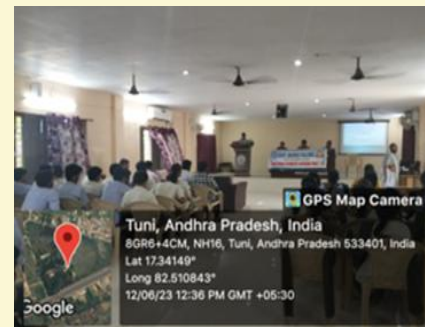 GPS Map Camera
Tuni, Andhra Pradesh, India
8GR6+4CM, NH16, Tuni, Andhra Pradesh 533401, India
Lat 17.34149°
Long 82.510843°
12/06/23 12:36 PM GMT +05:30
Google